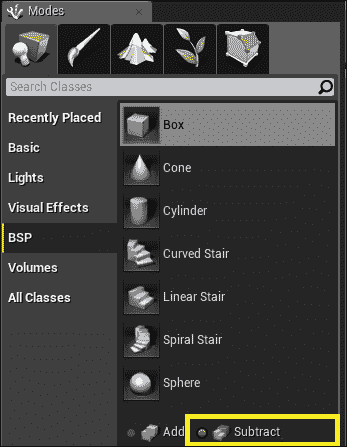 Modes
Search Classes
Recently Placed
Basic
Lights
Visual Effects
BSP
Volumes
All Classes
Box
Cone
Cylinder
Curved Stair
Linear Stair
Spiral Stair
Sphere
Add Subtract